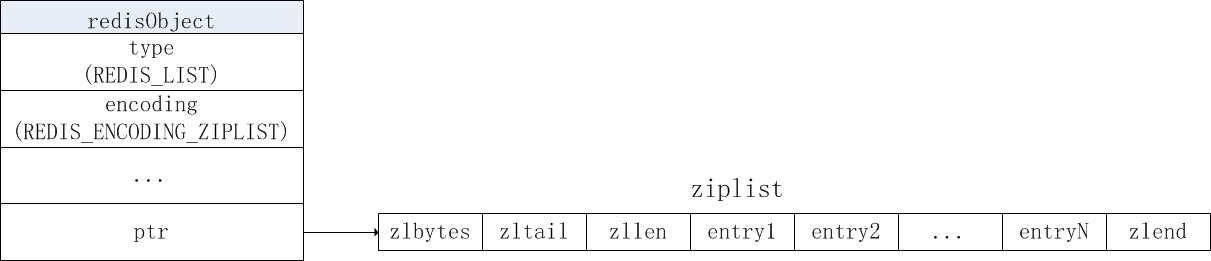 redisObject
type
(REDIS_LIST)
encoding
(REDIS_ENCODING_ZIPLIST)
...
ptr
ziplist
zlbytes zltail zllen entry1 entry2 ... entryN zlend